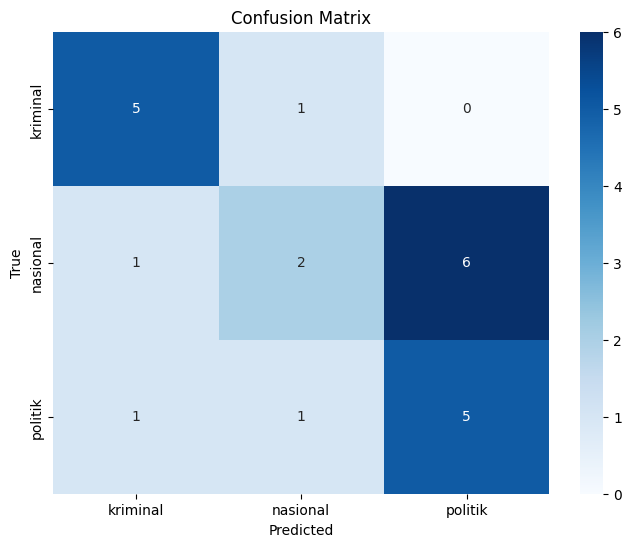 Confusion Matrix
True
kriminal
5 1 0
nasional
1 2 6
politik
1 1 5
kriminal nasional politik
Predicted
6
5
4
3
2
1
0